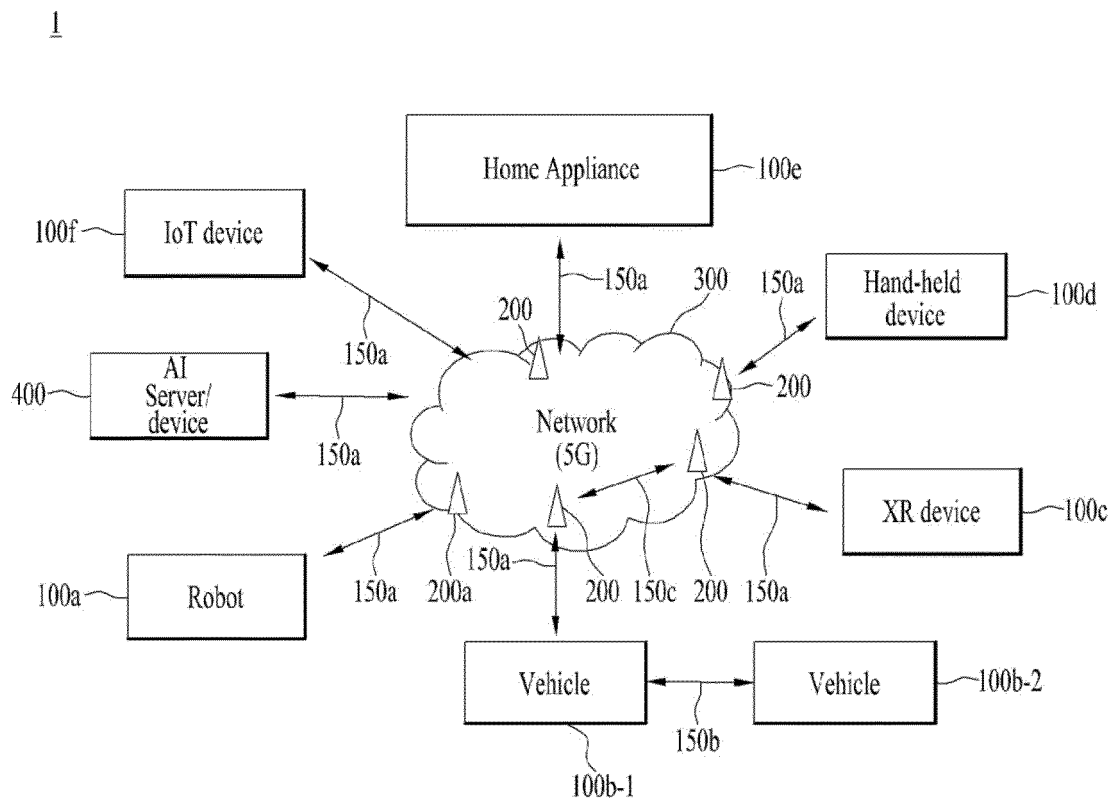 1
Home Appliance
100e
IoT device
100f
150a
Hand-held
device
100d
150a
300
200
150a
AI
Server/
device
400
150a
200
Network
(5G)
XR device
100c
Robot
100a
150a
200a
150a
200
150c
200
150a
Vehicle
100b-1
150b
Vehicle
100b-2